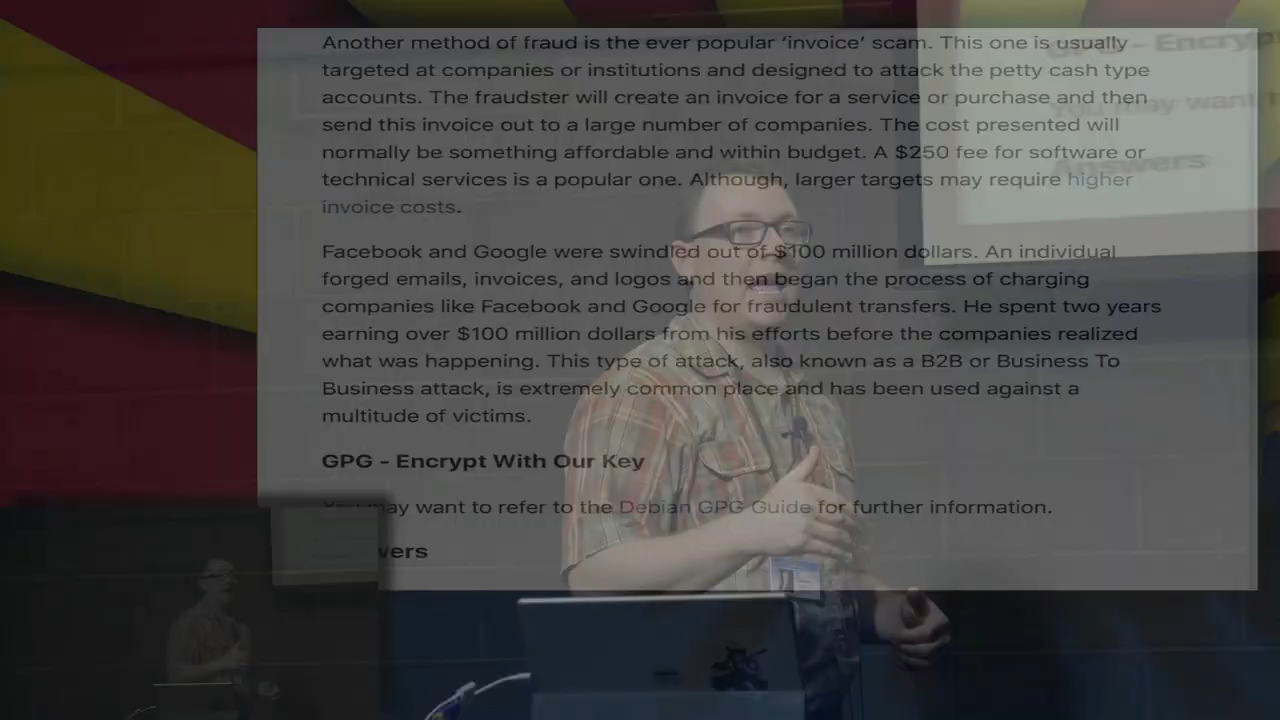 Another method of fraud is the ever popular ‘invoice’ scam. This one is usually
targeted at companies or institutions and designed to attack the petty cash type
accounts. The fraudster will create an invoice for a service or purchase and then
send this invoice out to a large number of companies. The cost presented will
normally be something affordable and within budget. A $250 fee for software or
technical services is a popular one. Although, larger targets may require higher
invoice costs.
Facebook and Google were swindled out of $100 million dollars. An individual
forged emails, invoices, and logos and then began the process of charging
companies like Facebook and Google for fraudulent transfers. He spent two years
earning over $100 million dollars from his efforts before the companies realized
what was happening. This type of attack, also known as a B2B or Business To
Business attack, is extremely common place and has been used against a
multitude of victims.
GPG - Encrypt With Our Key
You may want to refer to the Debian GPG Guide for further information.
GPG - Encrypt
You may want
Answers